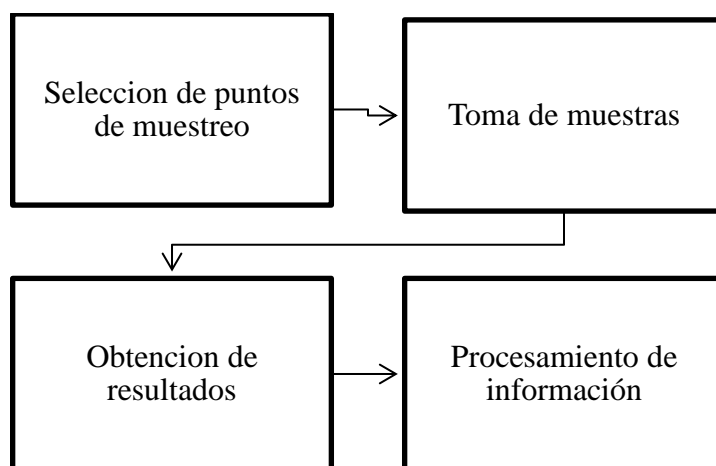 Seleccion de puntos
de muestreo
Toma de muestras
Obtencion de
resultados
Procesamiento de
información